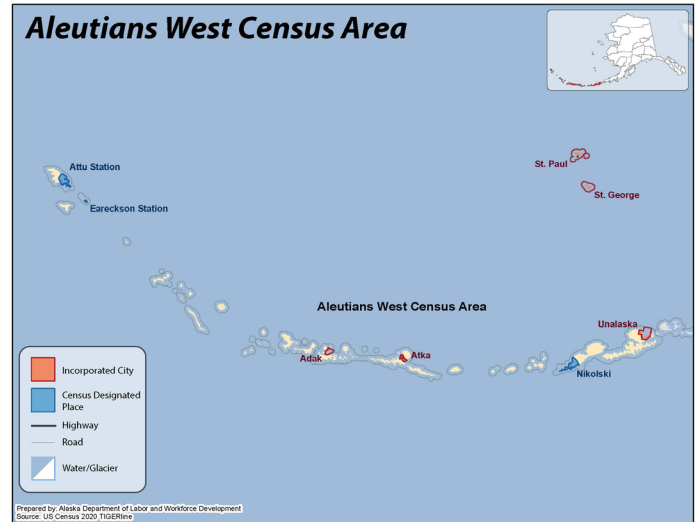 Aleutians West Census Area
Attu Station
Eareckson Station
St. Paul
St. George
Aleutians West Census Area
Unalaska
Adak
Atka
Nikolski
Incorporated City
Census Designated
Place
Highway
Road
Water/Glacier
Prepared by: Alaska Department of Labor and Workforce Development
Source: US Census 2020 TIGERline